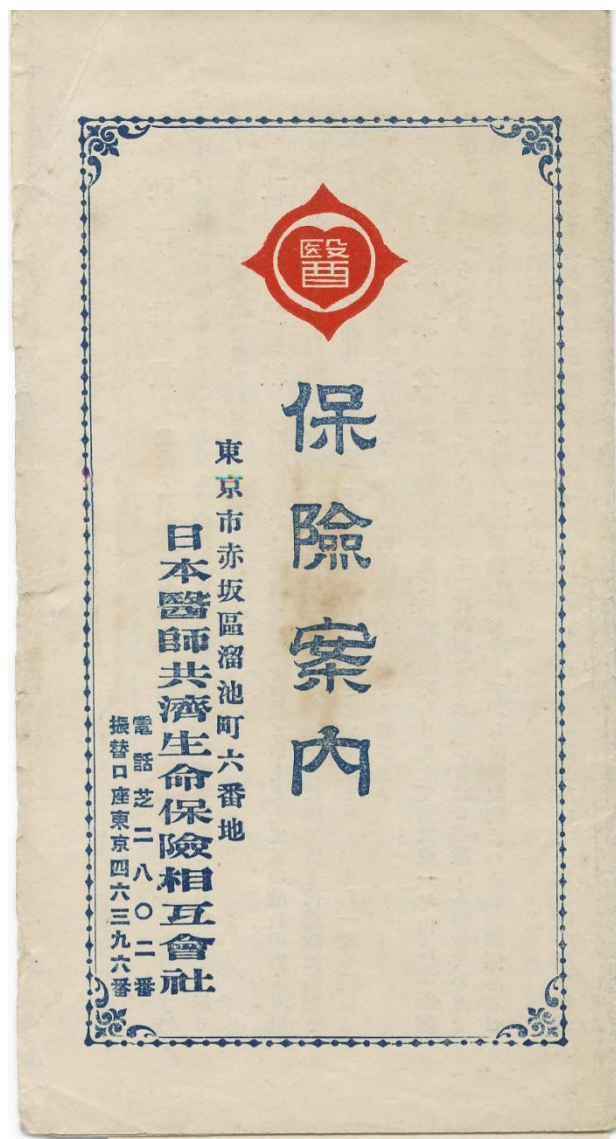 醫
保險案內
東京市赤坂區溜池町六番地
日本醫師共濟生命保險相互會社
電話芝二八〇二番
振替口座東京四六三九六番